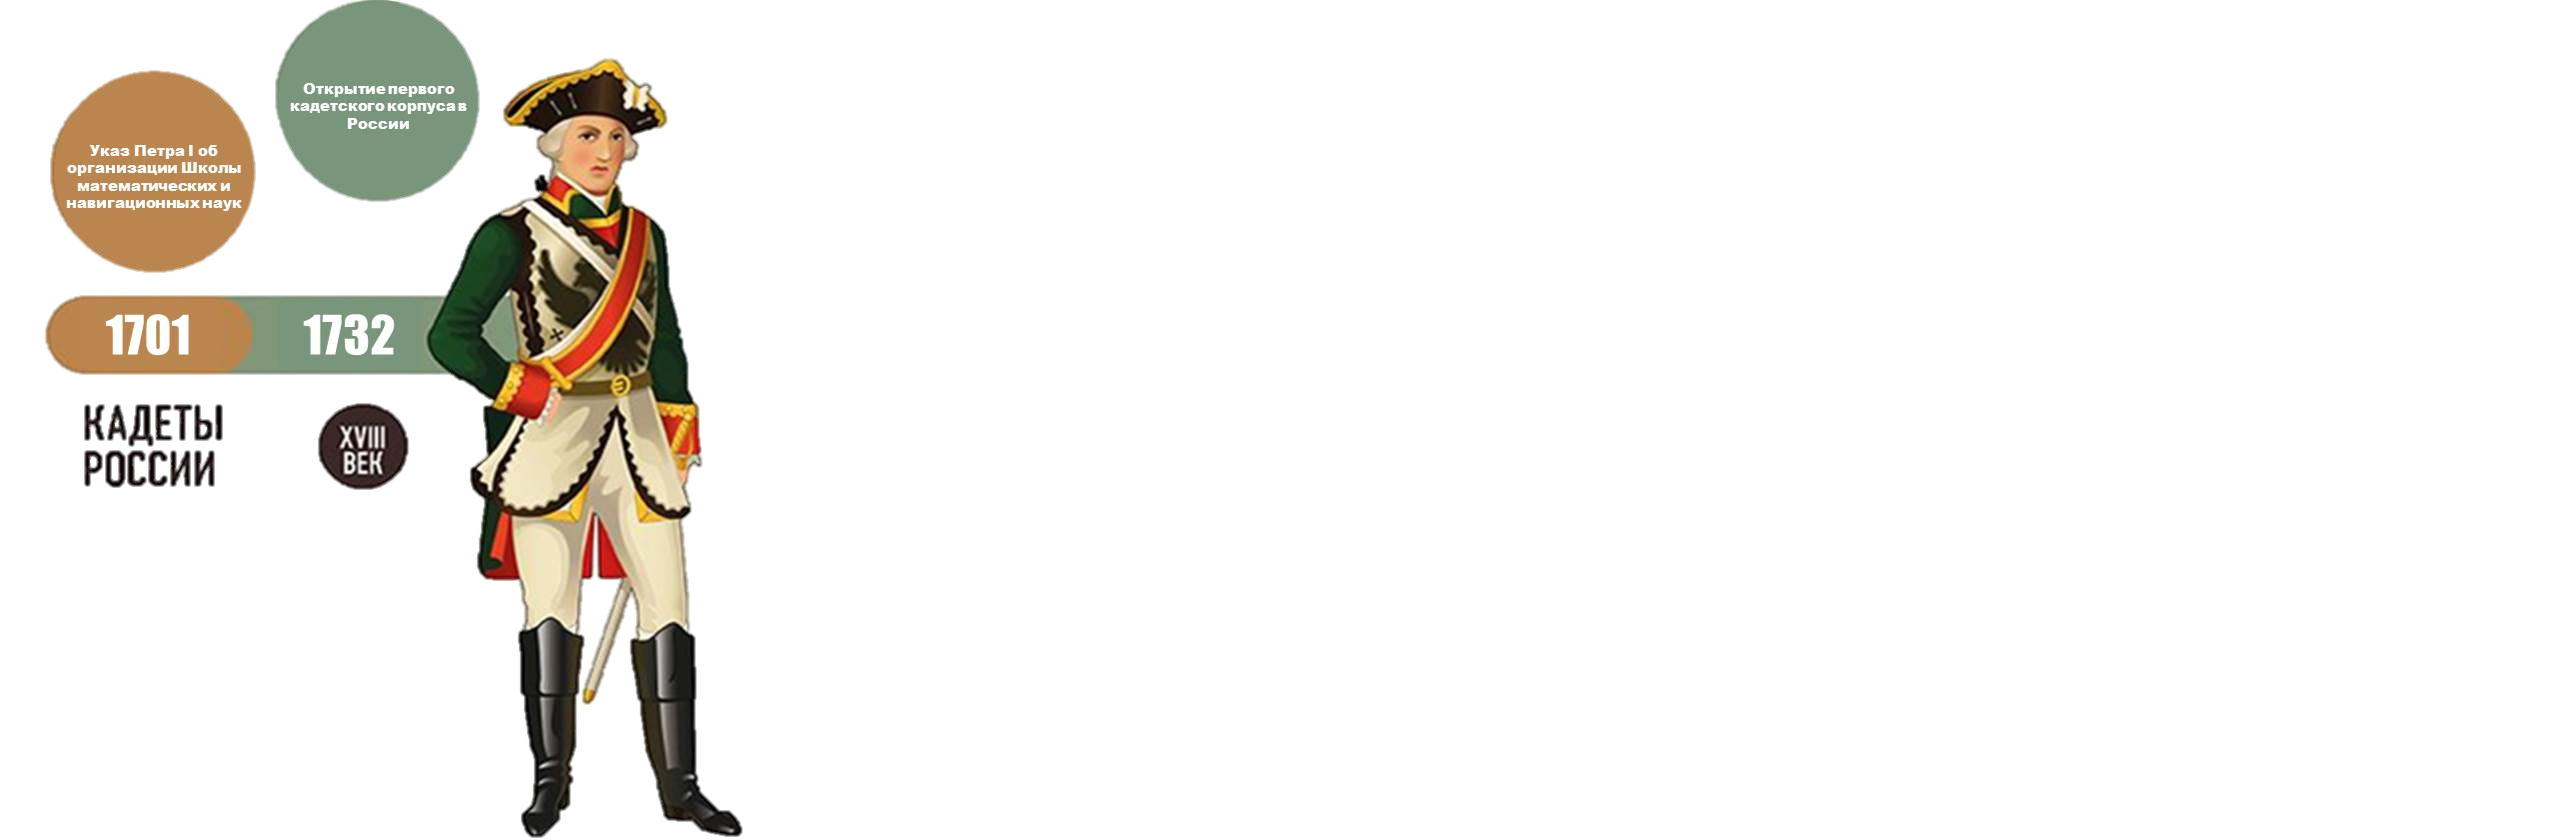 Указ Петра I об
организации Школы
математических и
навигационных наук
Открытие первого
кадетского корпуса в
России
1701
1732
КАДЕТЫ
РОССИИ
XVIII
ВЕК